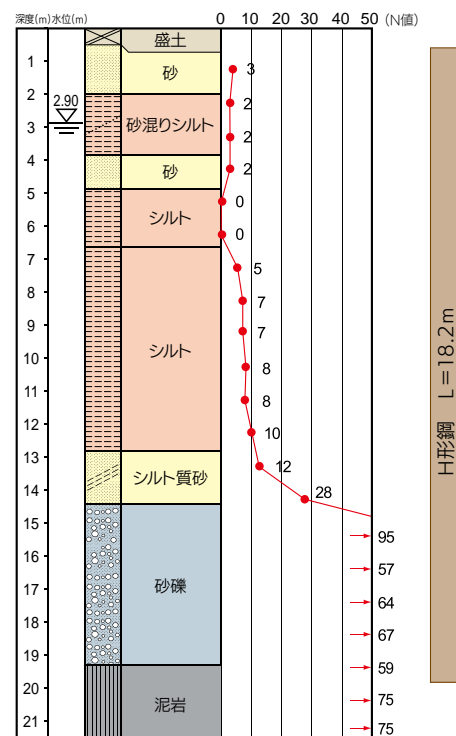 深度(m) 水位(m) 0 10 20 30 40 50 (N値)
盛土
1 砂 3
2 2.90 2
3 砂混りシルト 2
4 砂 2
5 0
6 シルト 0
7 5
8 7
9 7
10 シルト 8
11 8
12 10
13 12
14 シルト質砂 28
15 95
16 57
17 砂礫 64
18 67
19 59
20 泥岩 75
21 75
H形鋼 L=18.2m